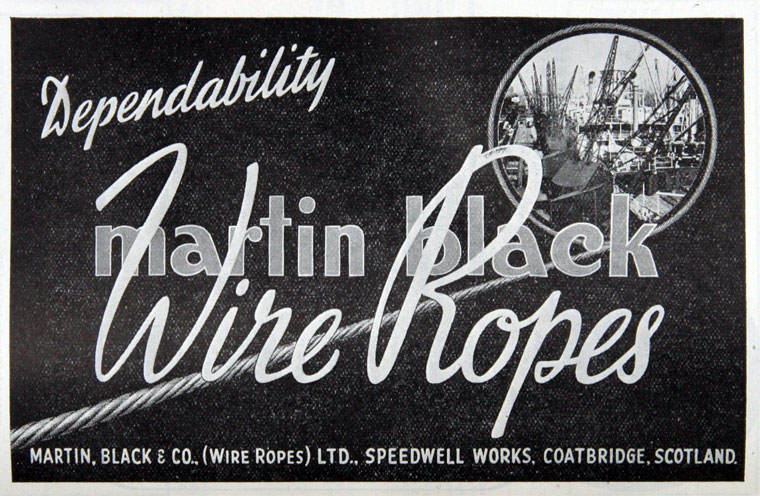 Dependability
martin black
Wire Ropes
MARTIN, BLACK & CO., (WIRE ROPES) LTD., SPEEDWELL WORKS, COATBRIDGE, SCOTLAND.